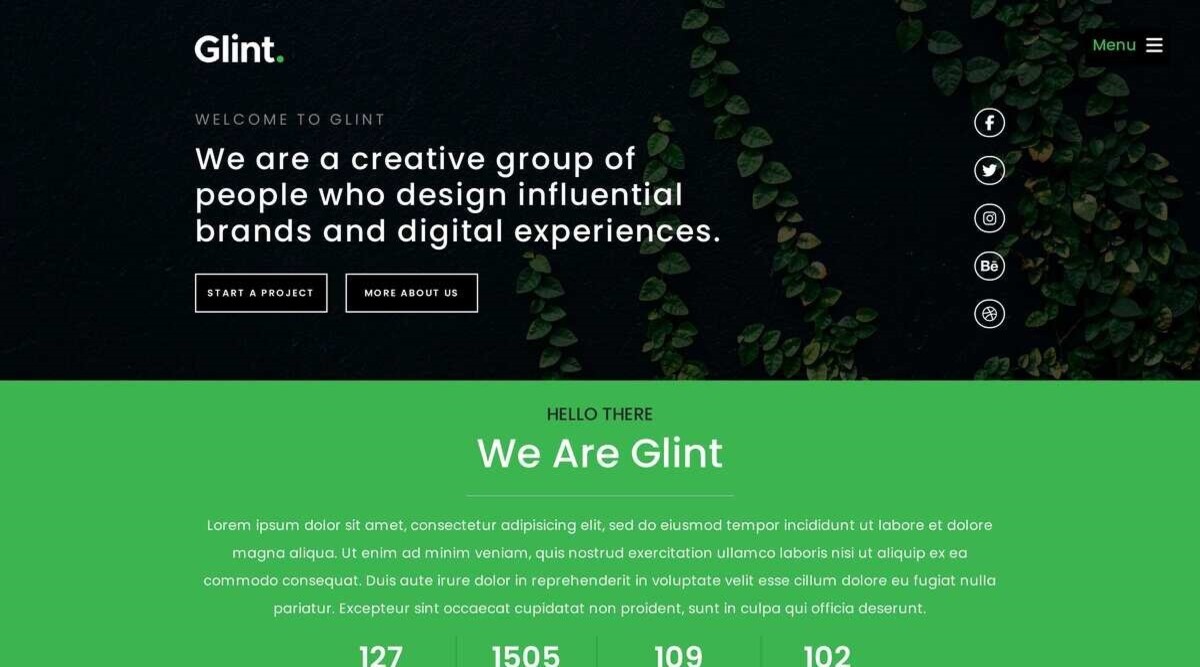 Glint.
Menu
WELCOME TO GLINT
We are a creative group of
people who design influential
brands and digital experiences.
START A PROJECT
MORE ABOUT US
Bē
HELLO THERE
We Are Glint
Lorem ipsum dolor sit amet, consectetur adipisicing elit, sed do eiusmod tempor incididunt ut labore et dolore
magna aliqua. Ut enim ad minim veniam, quis nostrud exercitation ullamco laboris nisi ut aliquip ex ea
commodo consequat. Duis aute irure dolor in reprehenderit in voluptate velit esse cillum dolore eu fugiat nulla
pariatur. Excepteur sint occaecat cupidatat non proident, sunt in culpa qui officia deserunt.
127 1505 109 102